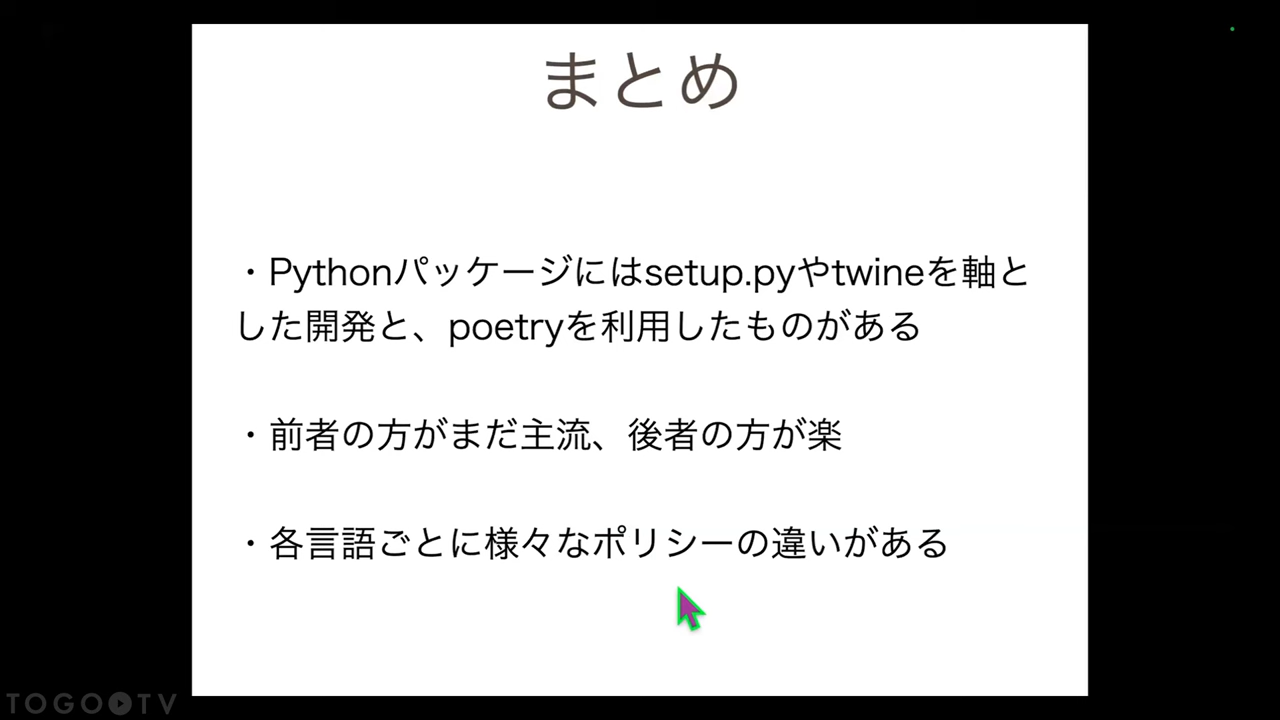 まとめ
・Pythonパッケージにはsetup.pyやtwineを軸と
した開発と、poetryを利用したものがある
・前者の方がまだ主流、後者の方が楽
・各言語ごとに様々なポリシーの違いがある
TOGOTV